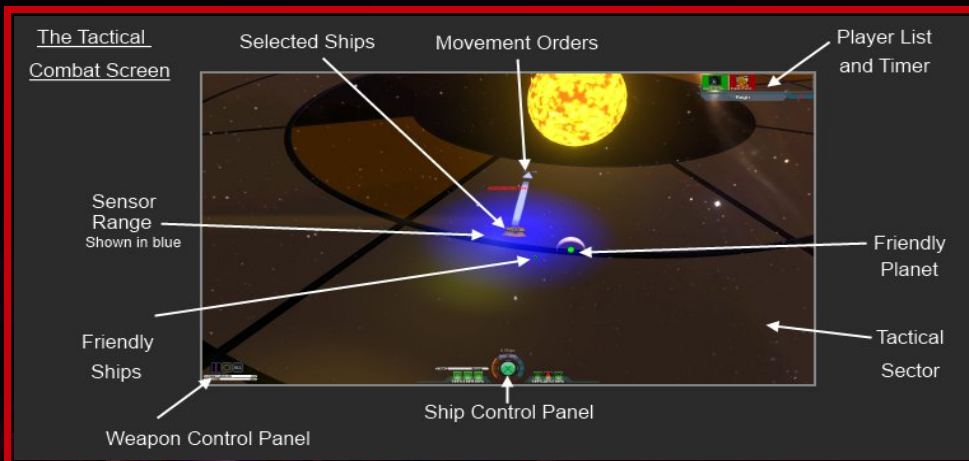 The Tactical
Combat Screen
Selected Ships
Movement Orders
Player List
and Timer
Sensor
Range
Shown in blue
Friendly
Planet
Friendly
Ships
Tactical
Sector
Ship Control Panel
Weapon Control Panel